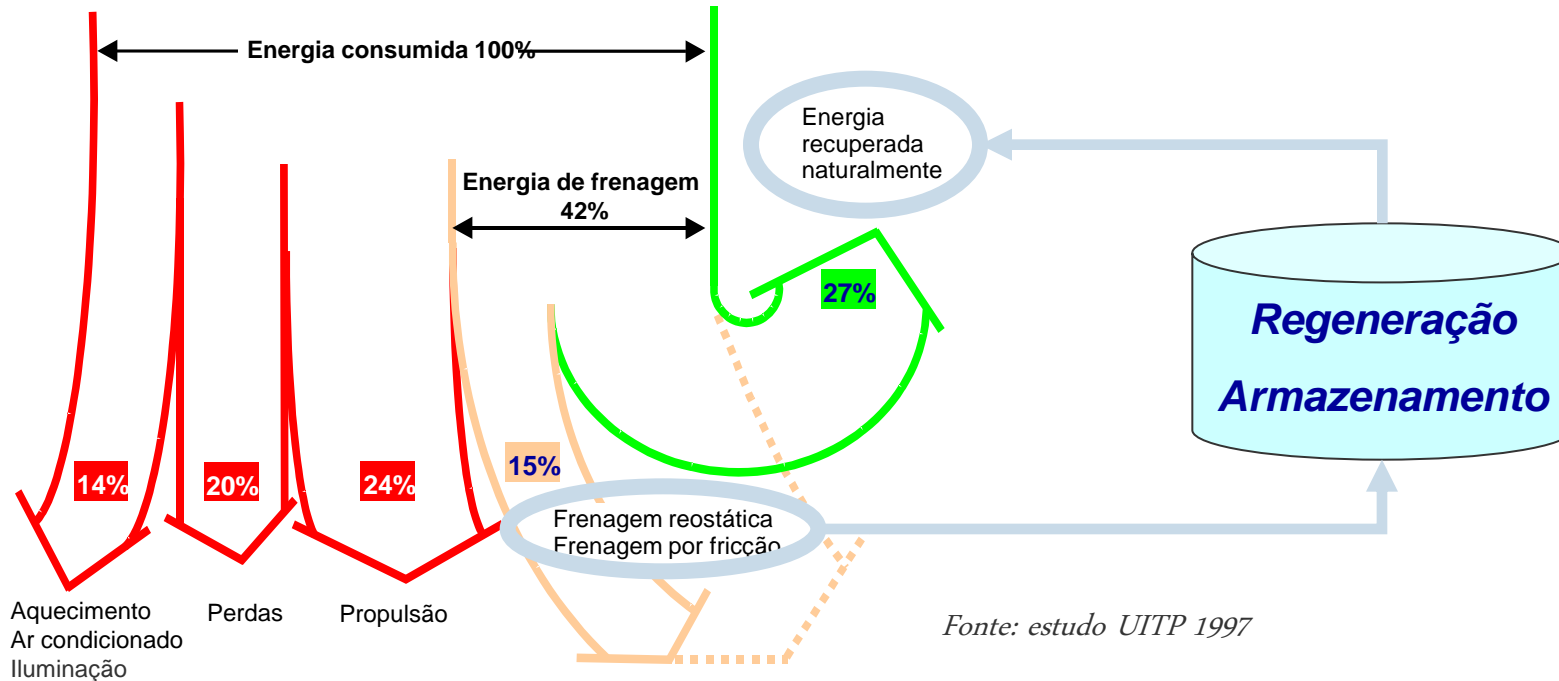 Energia consumida 100%
Energia
recuperada
naturalmente
Energia de frenagem
42%
27%
Regeneração
Armazenamento
14%
20%
24%
15%
Frenagem reostática
Frenagem por fricção
Aquecimento
Ar condicionado
Iluminação
Perdas
Propulsão
Fonte: estudo UITP 1997